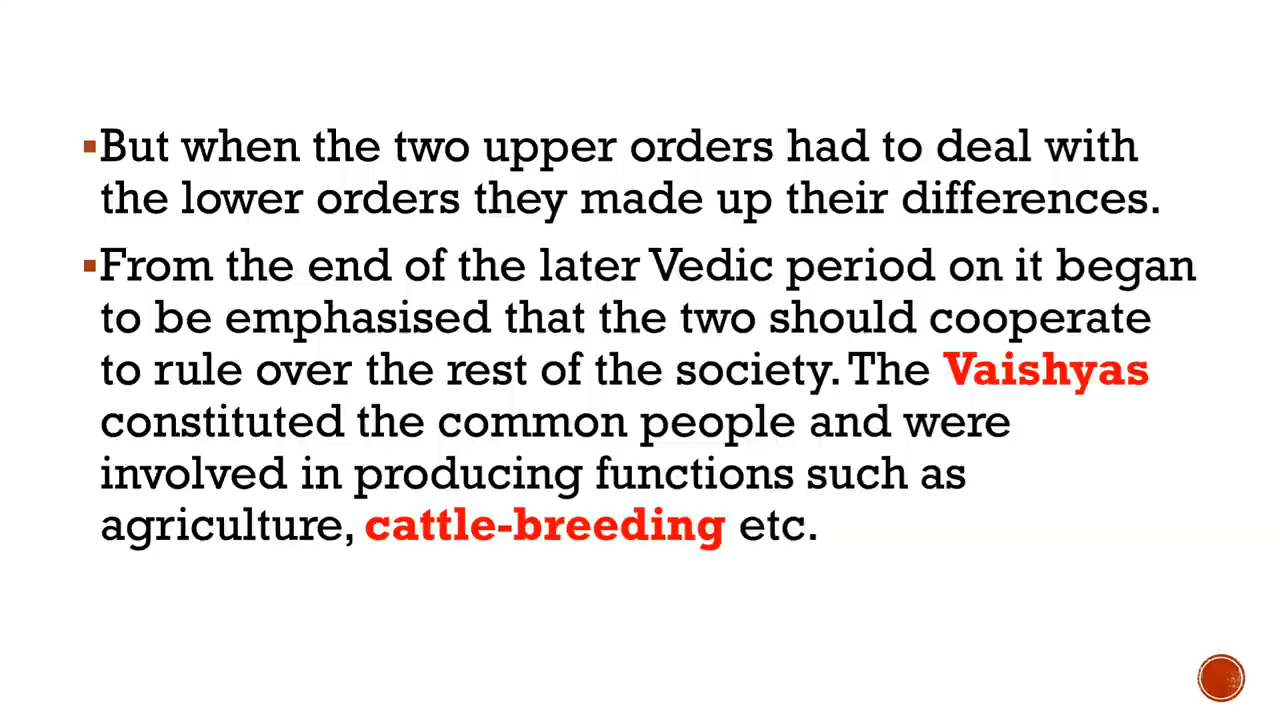 ▪But when the two upper orders had to deal with
the lower orders they made up their differences.
▪From the end of the later Vedic period on it began
to be emphasised that the two should cooperate
to rule over the rest of the society. The Vaishyas
constituted the common people and were
involved in producing functions such as
agriculture, cattle-breeding etc.